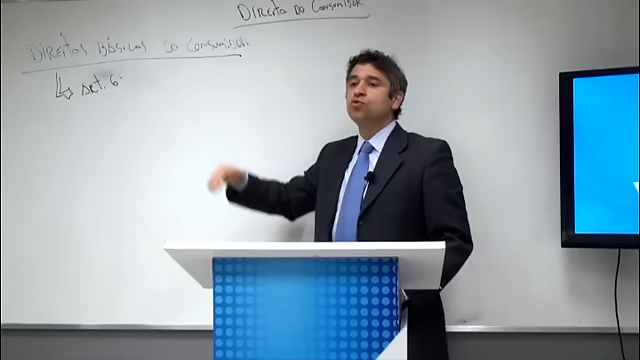 Direito do Consumidor
Direitos básicos do Consumidor
art. 6º